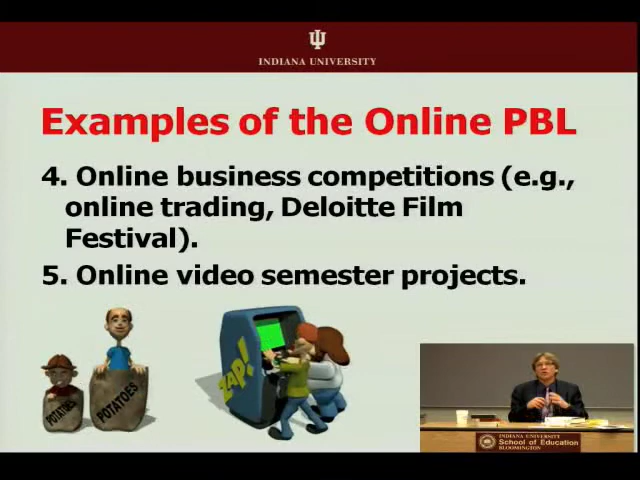 INDIANA UNIVERSITY
Examples of the Online PBL
4. Online business competitions (e.g.,
online trading, Deloitte Film
Festival).
5. Online video semester projects.
ZAP!
POTATOES
POTATOES
INDIANA UNIVERSITY
School of Education
BLOOMINGTON